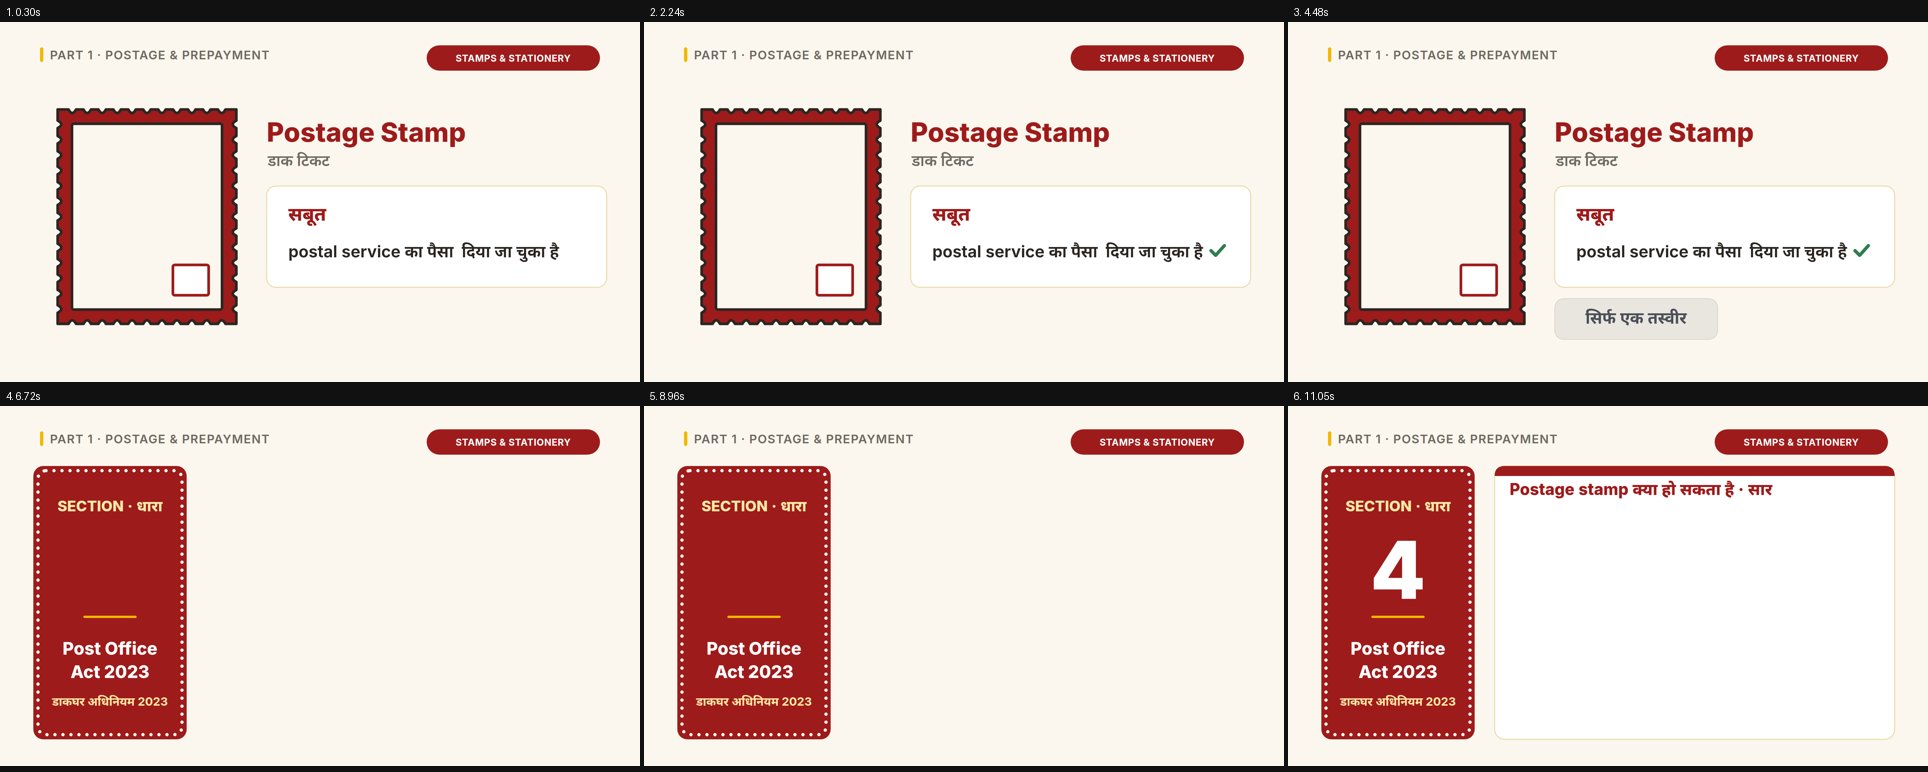 1. 0.30s
PART 1 · POSTAGE & PREPAYMENT
STAMPS & STATIONERY
Postage Stamp
डाक टिकट
सबूत
postal service का पैसा दिया जा चुका है
2. 2.24s
PART 1 · POSTAGE & PREPAYMENT
STAMPS & STATIONERY
Postage Stamp
डाक टिकट
सबूत
postal service का पैसा दिया जा चुका है ✓
3. 4.48s
PART 1 · POSTAGE & PREPAYMENT
STAMPS & STATIONERY
Postage Stamp
डाक टिकट
सबूत
postal service का पैसा दिया जा चुका है ✓
सिर्फ एक तस्वीर
4. 6.72s
PART 1 · POSTAGE & PREPAYMENT
STAMPS & STATIONERY
SECTION · धारा
Post Office
Act 2023
डाकघर अधिनियम 2023
5. 8.96s
PART 1 · POSTAGE & PREPAYMENT
STAMPS & STATIONERY
SECTION · धारा
Post Office
Act 2023
डाकघर अधिनियम 2023
6. 11.05s
PART 1 · POSTAGE & PREPAYMENT
STAMPS & STATIONERY
SECTION · धारा
4
Post Office
Act 2023
डाकघर अधिनियम 2023
Postage stamp क्या हो सकता है · सार